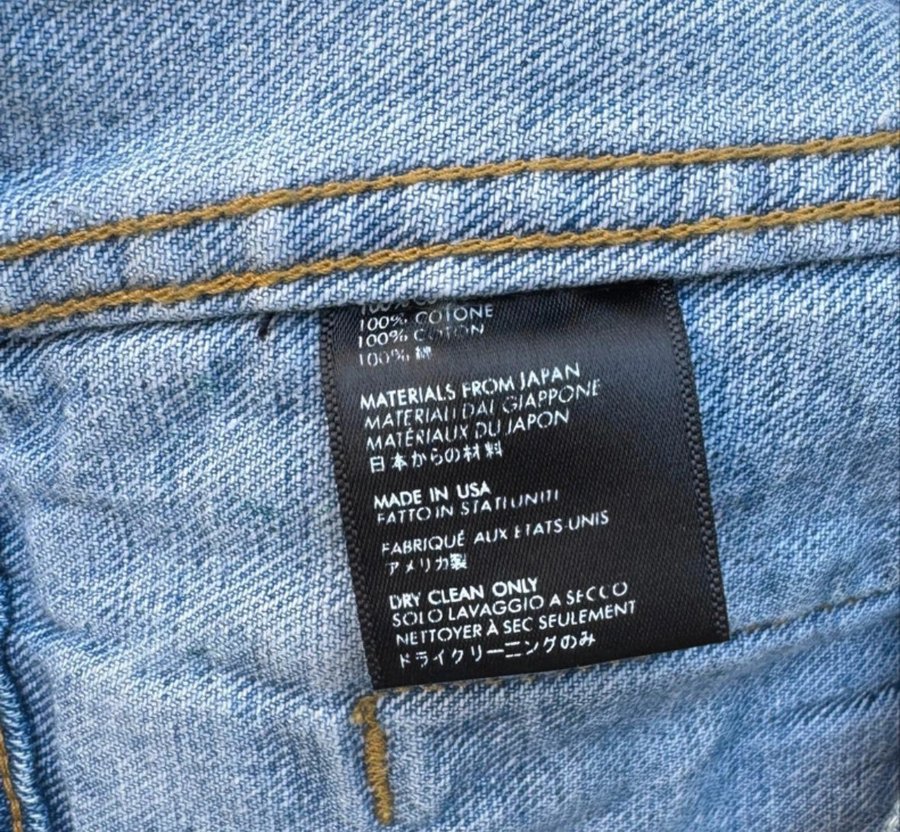 100% COTONE
100% COTON
100% 綿
MATERIALS FROM JAPAN
MATERIALI DAL GIAPPONE
MATÉRIAUX DU JAPON
日本からの材料
MADE IN USA
FATTO IN STATI UNITI
FABRIQUÉ AUX ETATS-UNIS
アメリカ製
DRY CLEAN ONLY
SOLO LAVAGGIO A SECCO
NETTOYER À SEC SEULEMENT
ドライクリーニングのみ